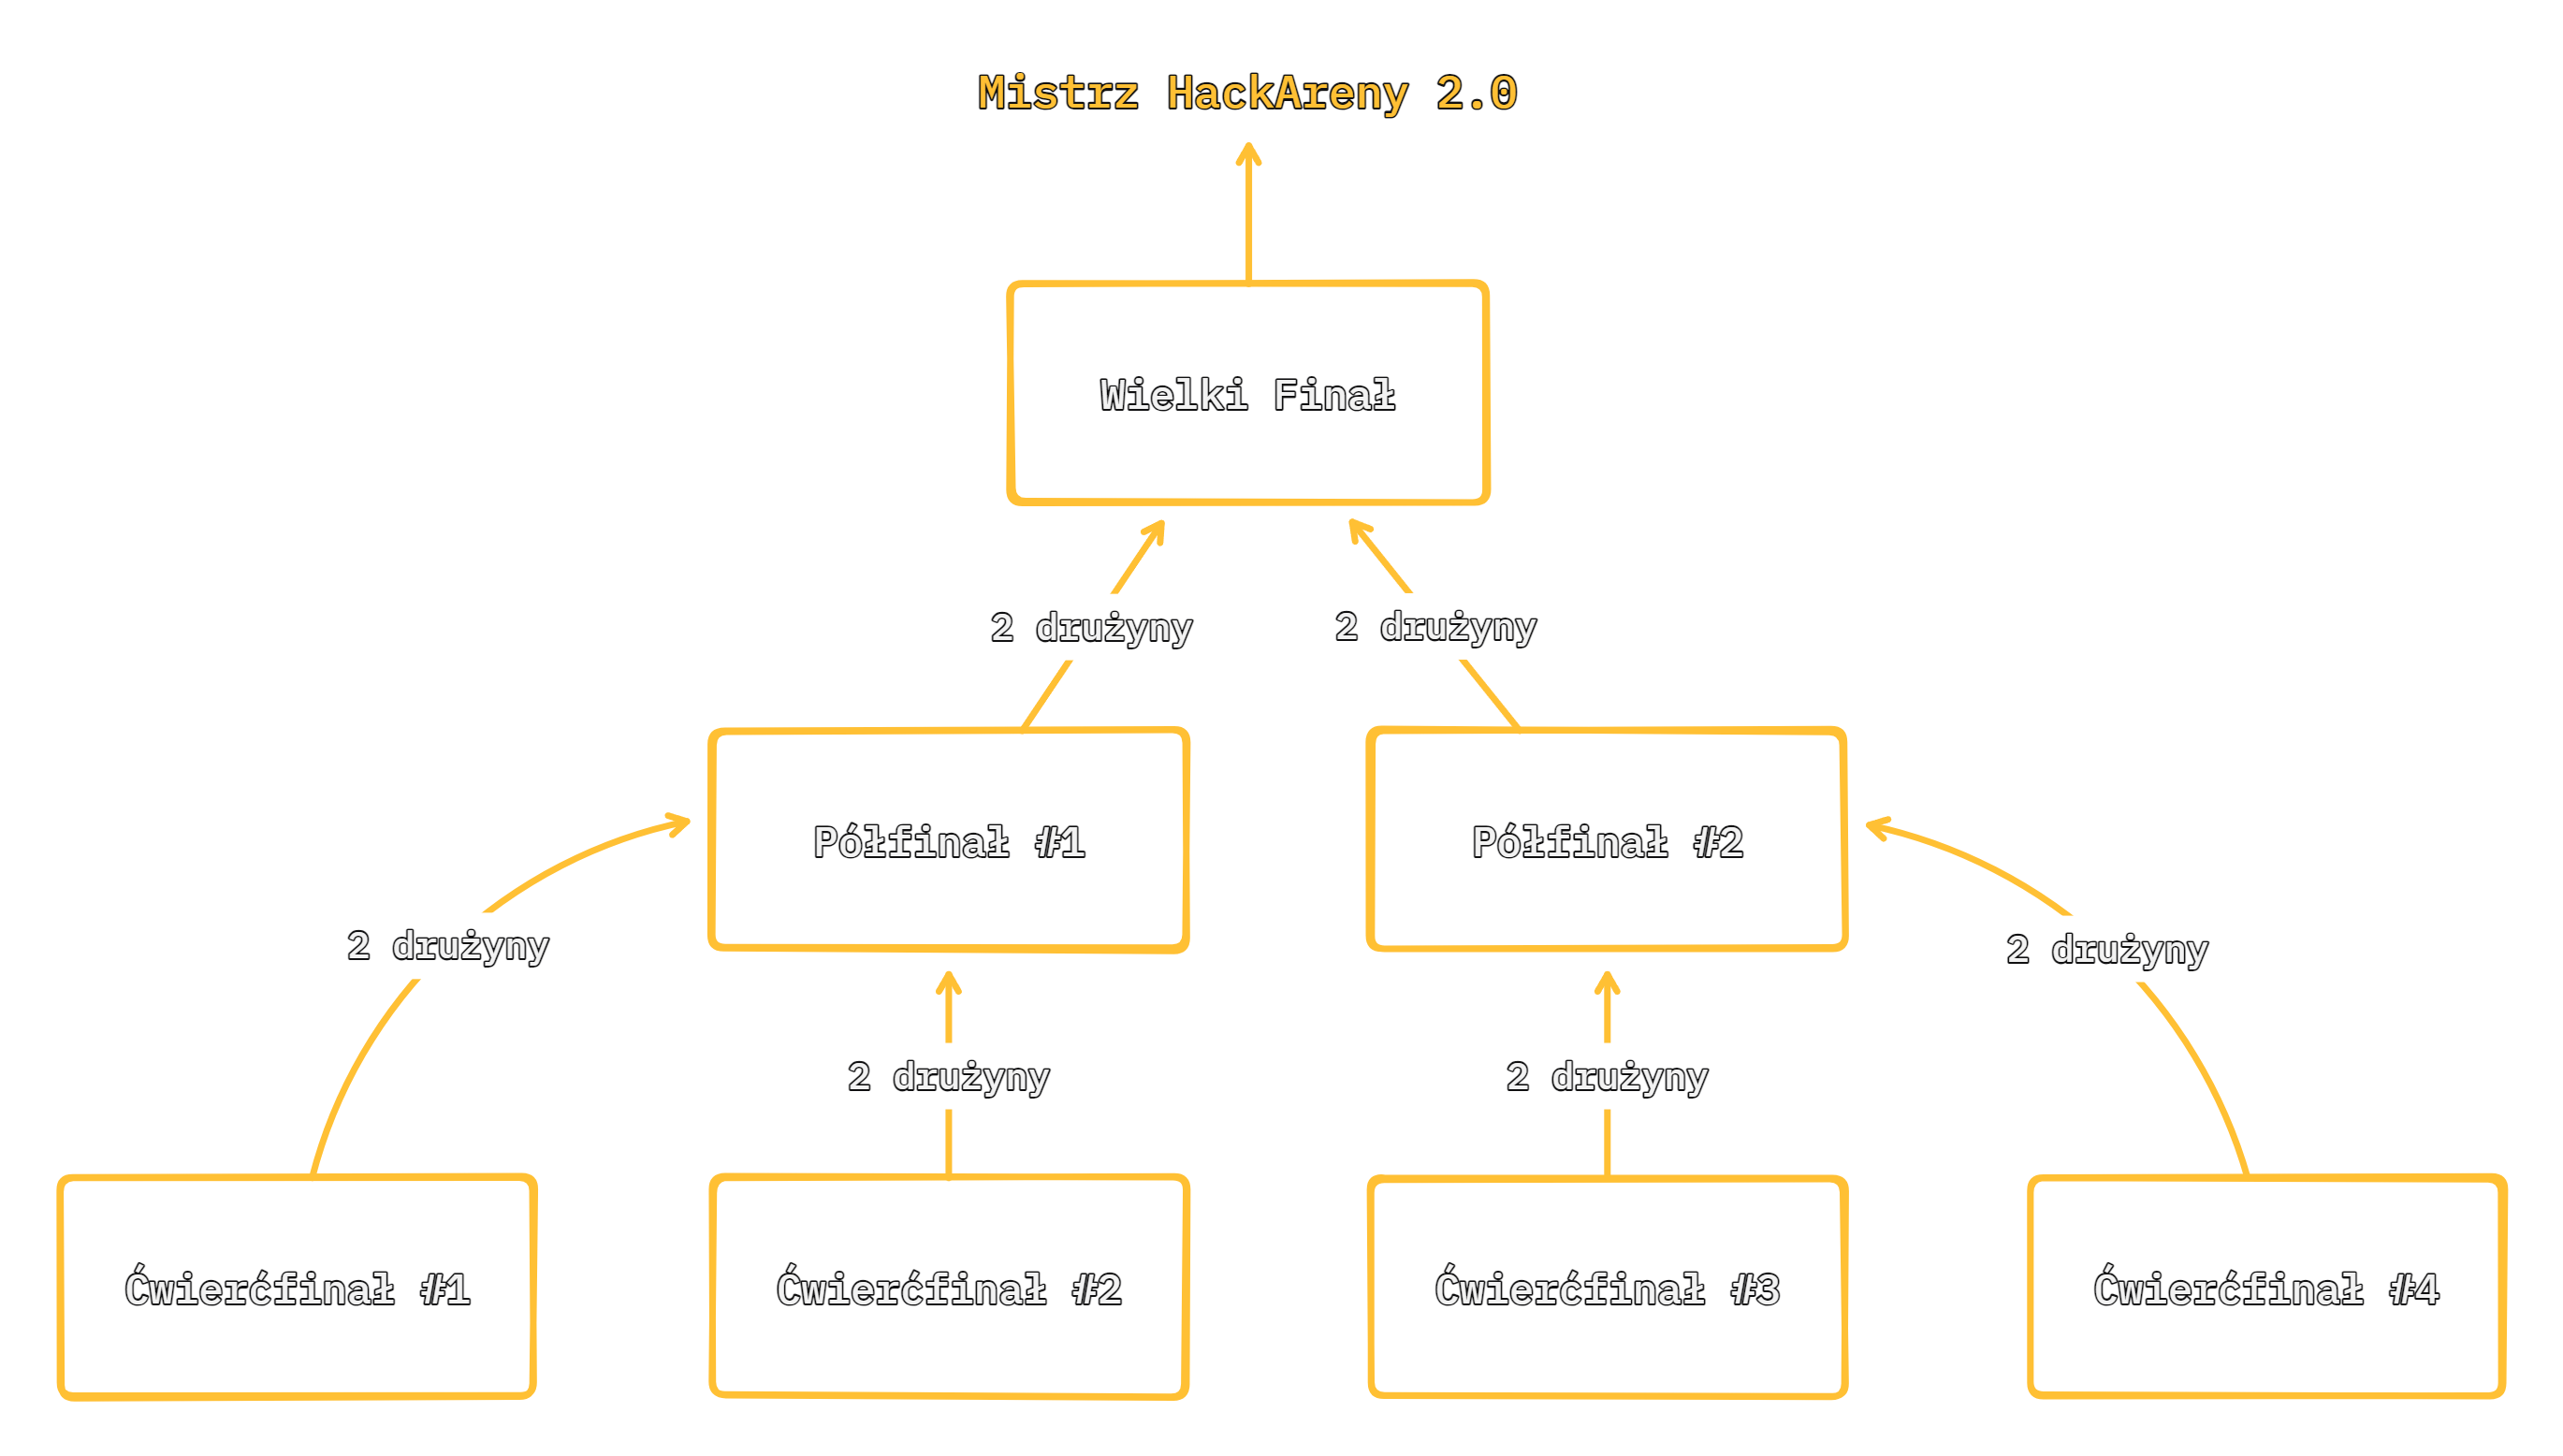 Mistrz HackAreny 2.0
Wielki Finał
2 drużyny
2 drużyny
Półfinał #1
Półfinał #2
2 drużyny
2 drużyny
2 drużyny
2 drużyny
Ćwierćfinał #1
Ćwierćfinał #2
Ćwierćfinał #3
Ćwierćfinał #4